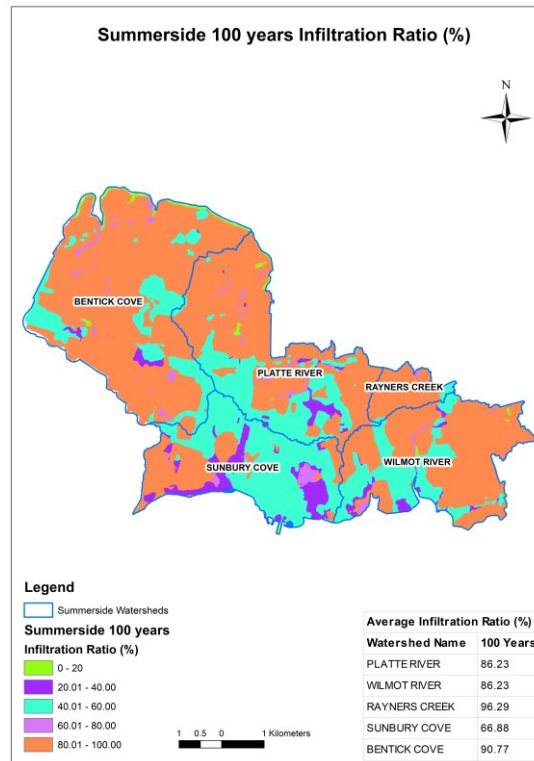 Summerside 100 years Infiltration Ratio (%)
N
BENTICK COVE
PLATTE RIVER
RAYNERS CREEK
SUNBURY COVE
WILMOT RIVER
Legend
Summerside Watersheds
Summerside 100 years
Infiltration Ratio (%)
0 - 20
20.01 - 40.00
40.01 - 60.00
60.01 - 80.00
80.01 - 100.00
1 0.5 0 1 Kilometers
Average Infiltration Ratio (%)
Watershed Name 100 Years
PLATTE RIVER 86.23
WILMOT RIVER 86.23
RAYNERS CREEK 96.29
SUNBURY COVE 66.88
BENTICK COVE 90.77